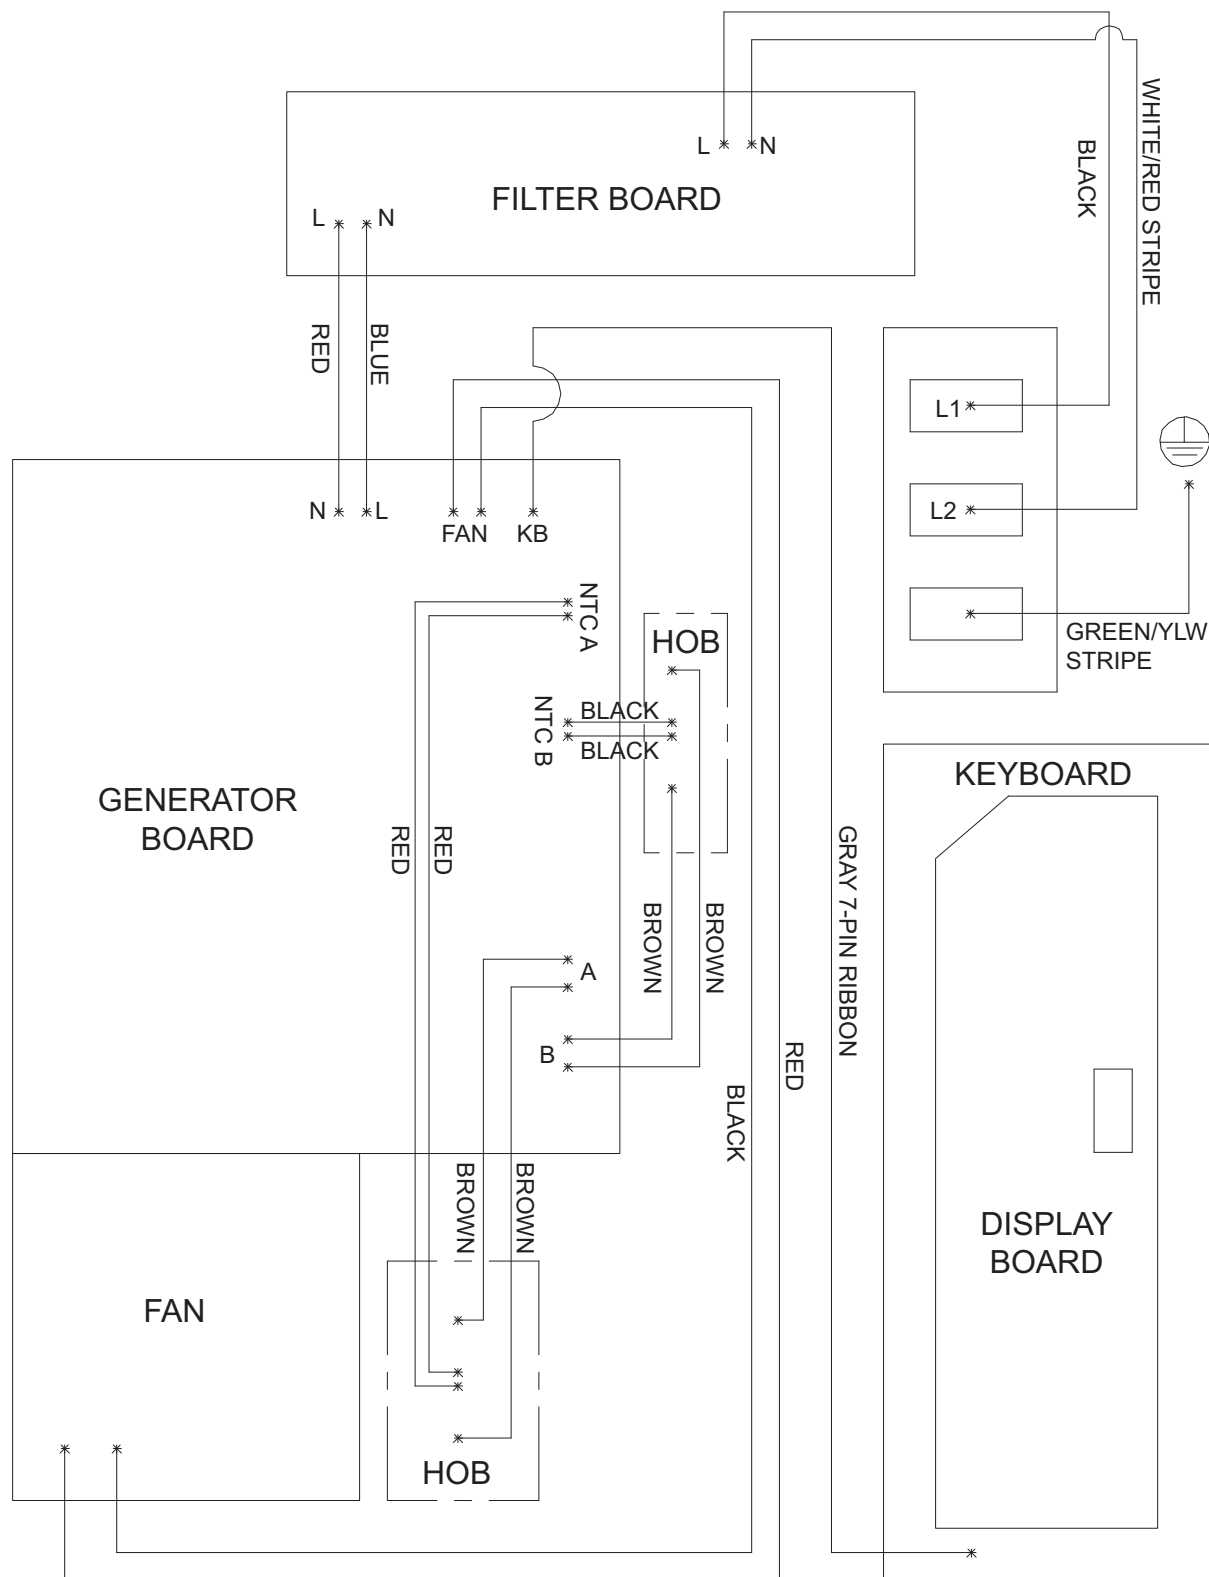 WHITE/RED STRIPE
BLACK
L
N
FILTER BOARD
L
N
RED
BLUE
L1
L2
GREEN/YLW
STRIPE
N
L
FAN
KB
NTC A
HOB
NTC B
BLACK
BLACK
KEYBOARD
GENERATOR
BOARD
RED
RED
GRAY 7-PIN RIBBON
BROWN
BROWN
A
B
RED
BLACK
BROWN
BROWN
DISPLAY
BOARD
FAN
HOB